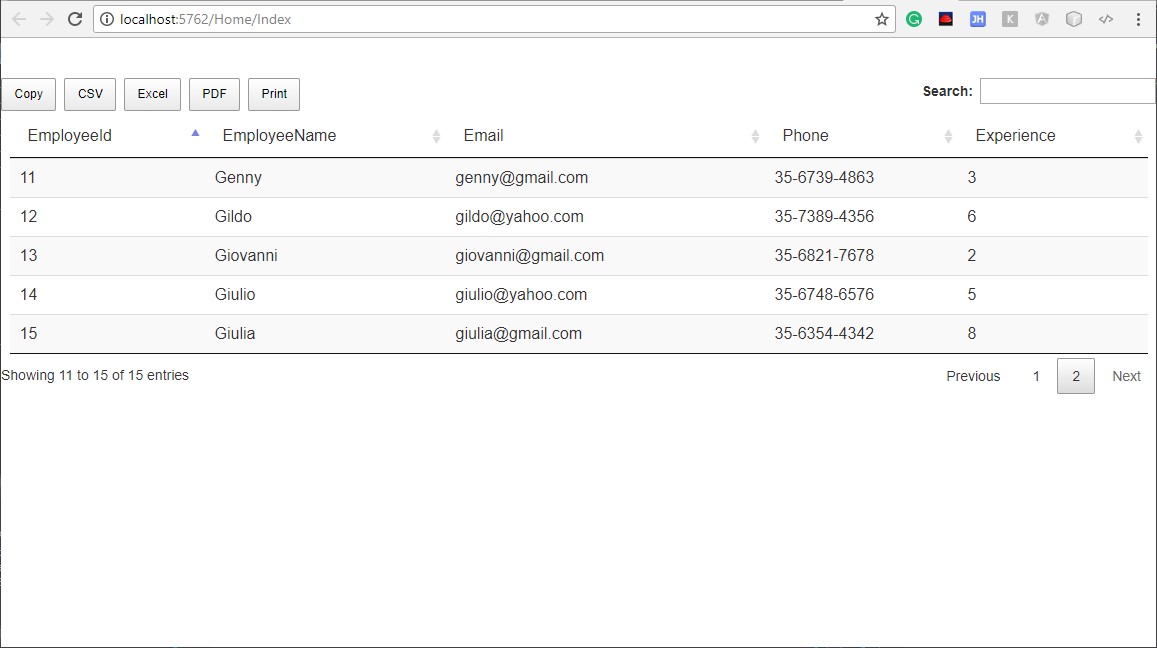 localhost:5762/Home/Index
JH
K
Copy CSV Excel PDF Print Search:
EmployeeId EmployeeName Email Phone Experience
11 Genny genny@gmail.com 35-6739-4863 3
12 Gildo gildo@yahoo.com 35-7389-4356 6
13 Giovanni giovanni@gmail.com 35-6821-7678 2
14 Giulio giulio@yahoo.com 35-6748-6576 5
15 Giulia giulia@gmail.com 35-6354-4342 8
Showing 11 to 15 of 15 entries Previous 1 2 Next